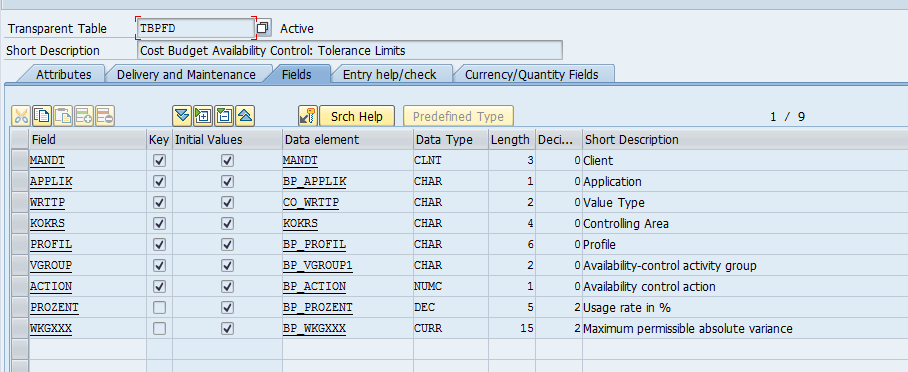 Transparent Table TBPFD Active
Short Description Cost Budget Availability Control: Tolerance Limits
Attributes Delivery and Maintenance Fields Entry help/check Currency/Quantity Fields
Srch Help Predefined Type 1 / 9
Field Key Initial Values Data element Data Type Length Deci... Short Description
MANDT MANDT CLNT 3 0 Client
APPLIK BP_APPLIK CHAR 1 0 Application
WRTTP CO_WRTTP CHAR 2 0 Value Type
KOKRS KOKRS CHAR 4 0 Controlling Area
PROFIL BP_PROFIL CHAR 6 0 Profile
VGROUP BP_VGROUP1 CHAR 2 0 Availability-control activity group
ACTION BP_ACTION NUMC 1 0 Availability control action
PROZENT BP_PROZENT DEC 5 2 Usage rate in %
WKGXXX BP_WKGXXX CURR 15 2 Maximum permissible absolute variance